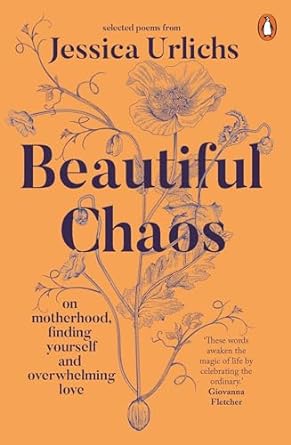 selected poems from
Jessica Urlichs
Beautiful
Chaos
on
motherhood,
finding
yourself
and
overwhelming
love
'These words
awaken the
magic of life by
celebrating the
ordinary.'
Giovanna
Fletcher